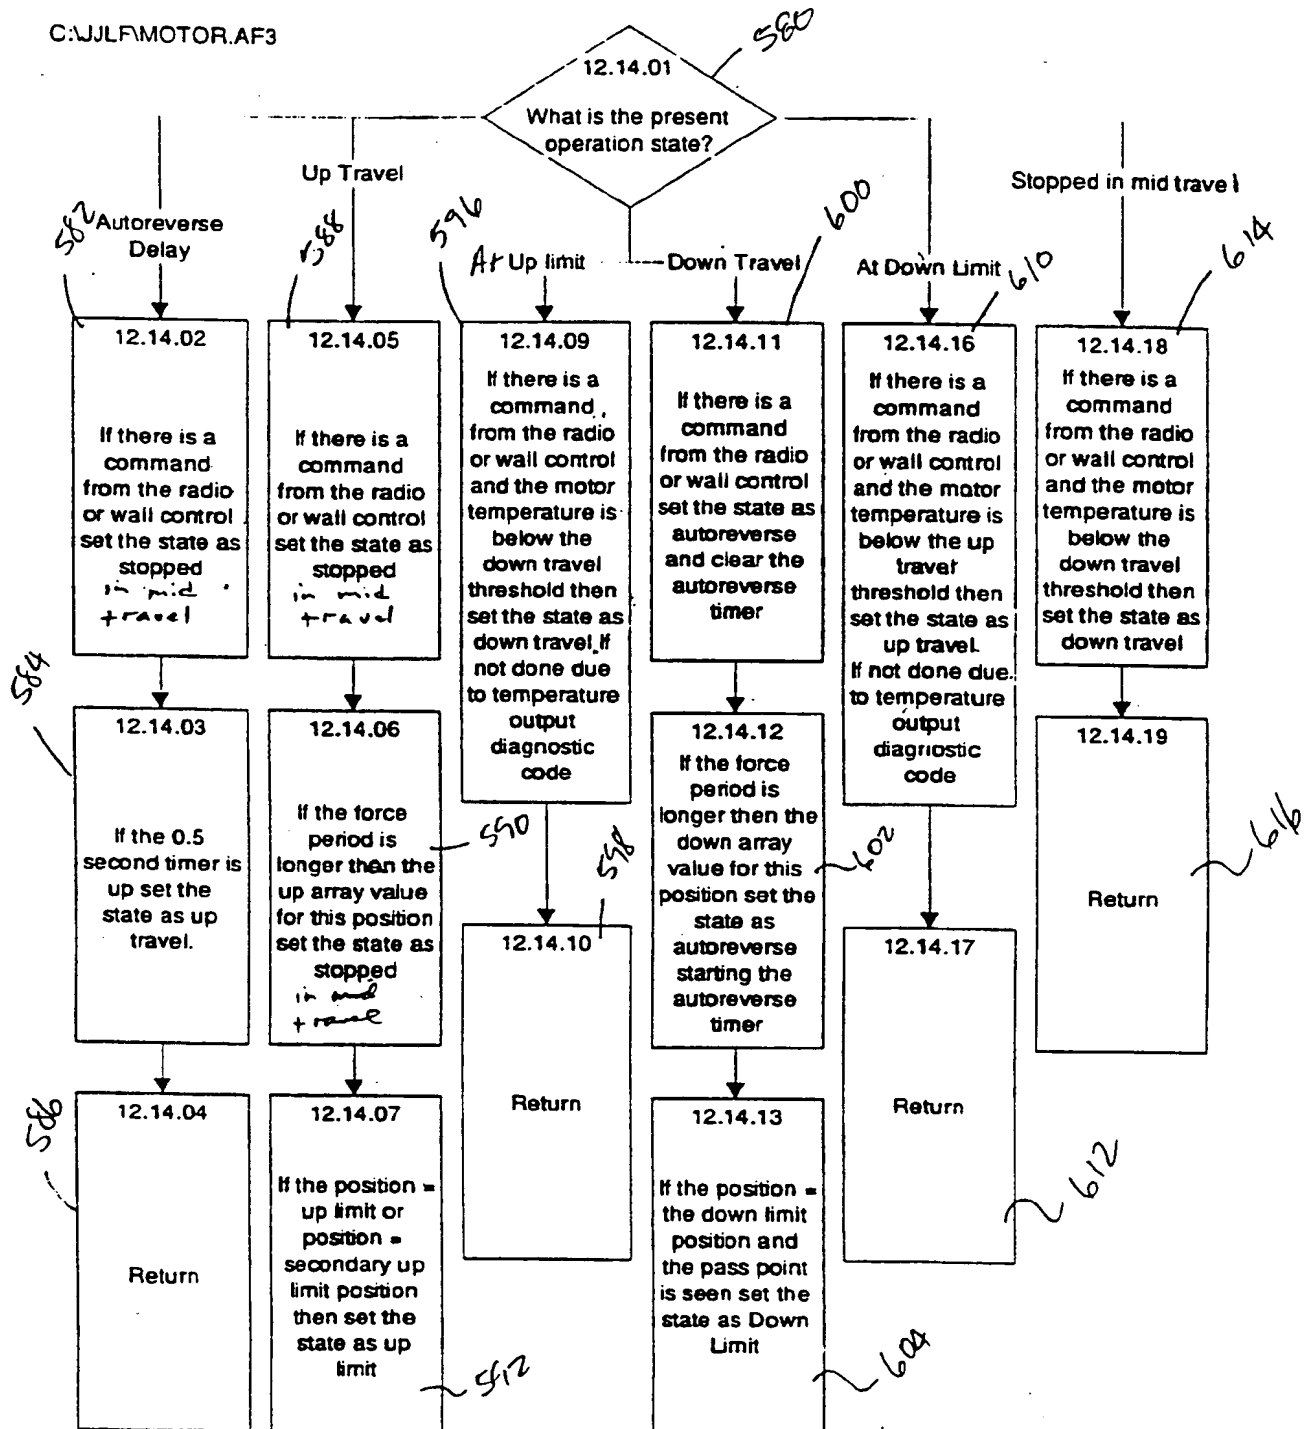 C:\JJLF\MOTOR.AF3
580
12.14.01
What is the present
operation state?
Up Travel
Stopped in mid travel
582
Autoreverse
Delay
588
596
At Up limit
Down Travel
600
At Down Limit
610
614
12.14.02
If there is a
command
from the radio
or wall control
set the state as
stopped
in mid
travel
12.14.05
If there is a
command
from the radio
or wall control
set the state as
stopped
in mid
travel
12.14.09
If there is a
command
from the radio
or wall control
and the motor
temperature is
below the
down travel
threshold then
set the state as
down travel. If
not done due
to temperature
output
diagnostic
code
12.14.11
If there is a
command
from the radio
or wall control
set the state as
autoreverse
and clear the
autoreverse
timer
12.14.16
If there is a
command
from the radio
or wall control
and the motor
temperature is
below the up
travel
threshold then
set the state as
up travel.
If not done due
to temperature
output
diagnostic
code
12.14.18
If there is a
command
from the radio
or wall control
and the motor
temperature is
below the
down travel
threshold then
set the state as
down travel
584
12.14.03
If the 0.5
second timer is
up set the
state as up
travel.
12.14.06
If the force
period is
longer then the
up array value
for this position
set the state as
stopped
in mid
travel
590
598
12.14.10
Return
12.14.12
If the force
period is
longer then the
down array
value for this
position set the
state as
autoreverse
starting the
autoreverse
timer
602
12.14.17
Return
612
12.14.19
Return
616
586
12.14.04
Return
12.14.07
If the position =
up limit or
position =
secondary up
limit position
then set the
state as up
limit
592
12.14.13
If the position =
the down limit
position and
the pass point
is seen set the
state as Down
Limit
604